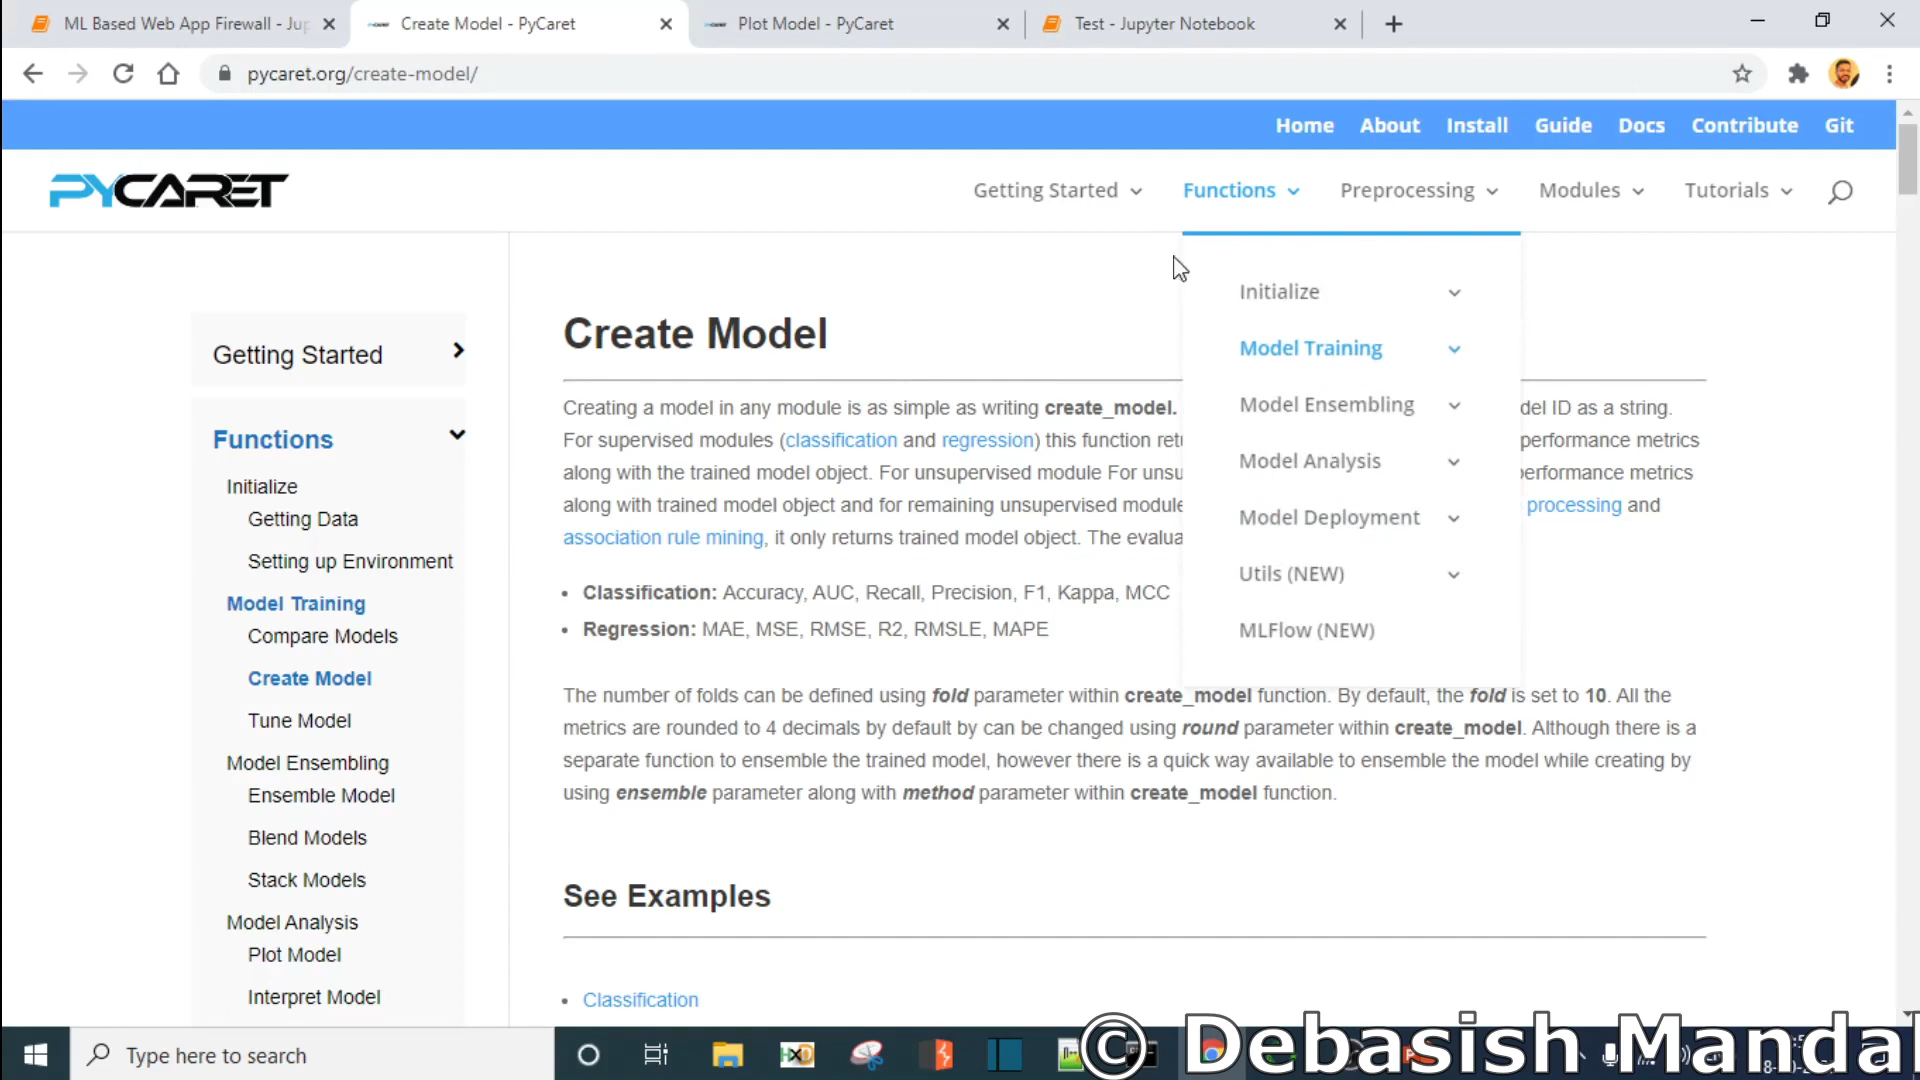 ML Based Web App Firewall - Jup
Create Model - PyCaret
Plot Model - PyCaret
Test - Jupyter Notebook
pycaret.org/create-model/
Home About Install Guide Docs Contribute Git
PYCARET
Getting Started Functions Preprocessing Modules Tutorials
Initialize
Model Training
Model Ensembling
Model Analysis
Model Deployment
Utils (NEW)
MLFlow (NEW)
Getting Started
Functions
Initialize
Getting Data
Setting up Environment
Model Training
Compare Models
Create Model
Tune Model
Model Ensembling
Ensemble Model
Blend Models
Stack Models
Model Analysis
Plot Model
Interpret Model
Create Model
Creating a model in any module is as simple as writing create_model. del ID as a string.
For supervised modules (classification and regression) this function retu performance metrics
along with the trained model object. For unsupervised module For unsu performance metrics
along with trained model object and for remaining unsupervised module processing and
association rule mining, it only returns trained model object. The evalua
• Classification: Accuracy, AUC, Recall, Precision, F1, Kappa, MCC
• Regression: MAE, MSE, RMSE, R2, RMSLE, MAPE
The number of folds can be defined using fold parameter within create_model function. By default, the fold is set to 10. All the
metrics are rounded to 4 decimals by default by can be changed using round parameter within create_model. Although there is a
separate function to ensemble the trained model, however there is a quick way available to ensemble the model while creating by
using ensemble parameter along with method parameter within create_model function.
See Examples
• Classification
Type here to search
© Debasish Mandal